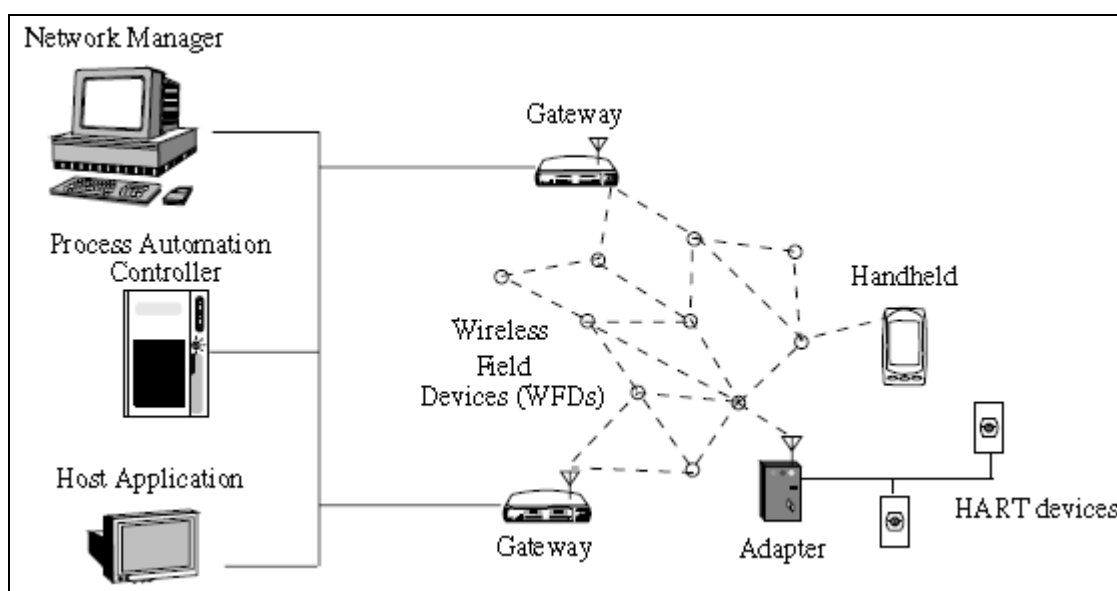 Network Manager
Gateway
Process Automation
Controller
Handheld
Wireless
Field
Devices (WFDs)
Host Application
HART devices
Gateway
Adapter